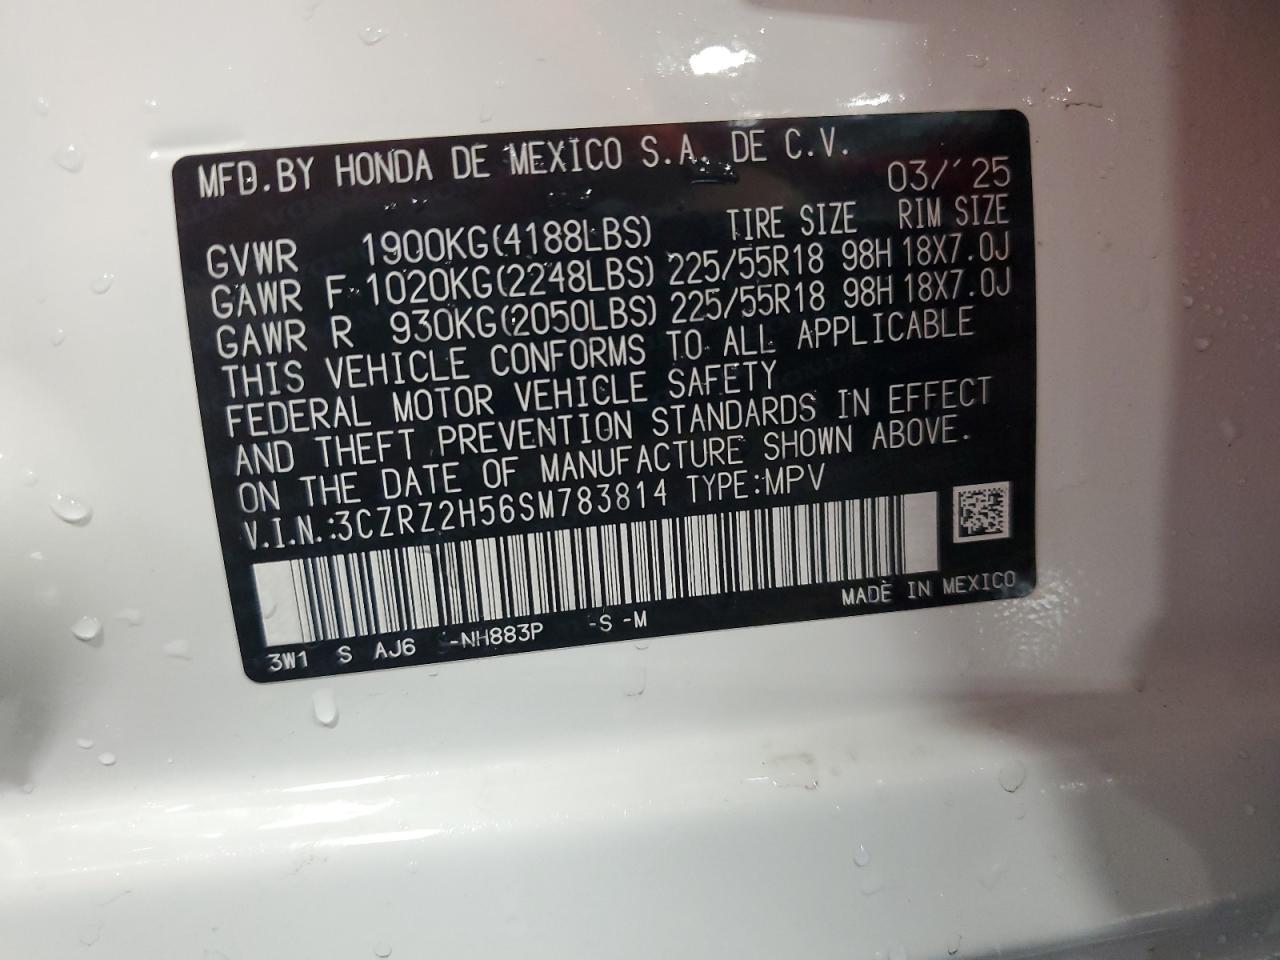 MFD.BY HONDA DE MEXICO S.A. DE C.V.
03/ 25
GVWR 1900KG(4188LBS) TIRE SIZE RIM SIZE
GAWR F 1020KG(2248LBS) 225/55R18 98H 18X7.0J
GAWR R 930KG(2050LBS) 225/55R18 98H 18X7.0J
THIS VEHICLE CONFORMS TO ALL APPLICABLE
FEDERAL MOTOR VEHICLE SAFETY
AND THEFT PREVENTION STANDARDS IN EFFECT
ON THE DATE OF MANUFACTURE SHOWN ABOVE.
V.I.N.:3CZRZ2H56SM783814 TYPE:MPV
MADE IN MEXICO
3W1 S AJ6 -NH883P -S -M